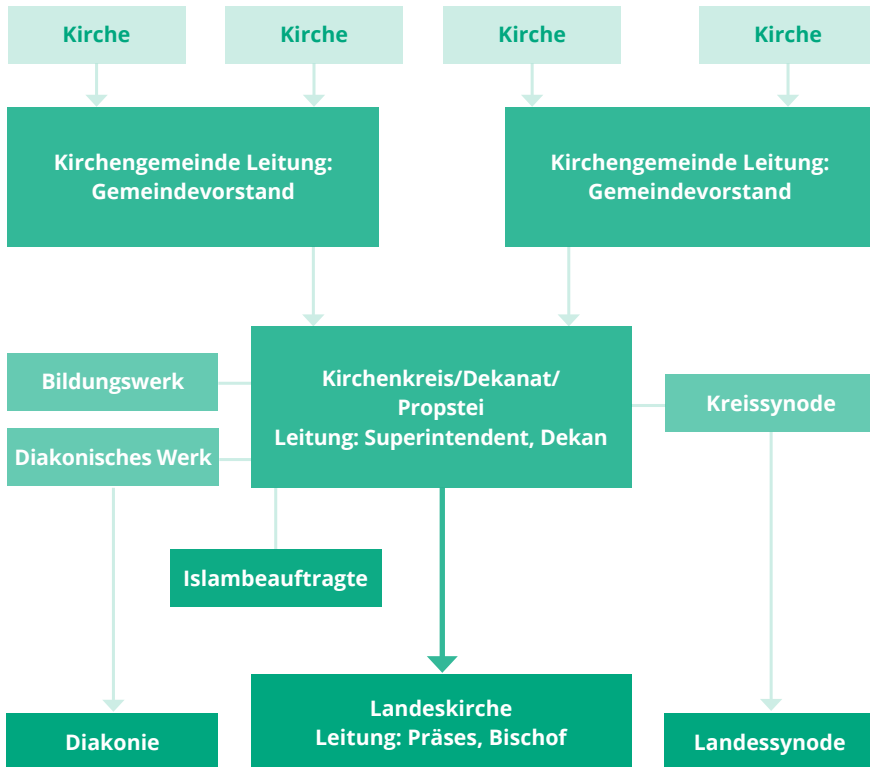 Kirche
Kirche
Kirche
Kirche
Kirchengemeinde Leitung:
Gemeindevorstand
Kirchengemeinde Leitung:
Gemeindevorstand
Bildungswerk
Diakonisches Werk
Kirchenkreis/Dekanat/
Propstei
Leitung: Superintendent, Dekan
Kreissynode
Islambeauftragte
Diakonie
Landeskirche
Leitung: Präses, Bischof
Landessynode